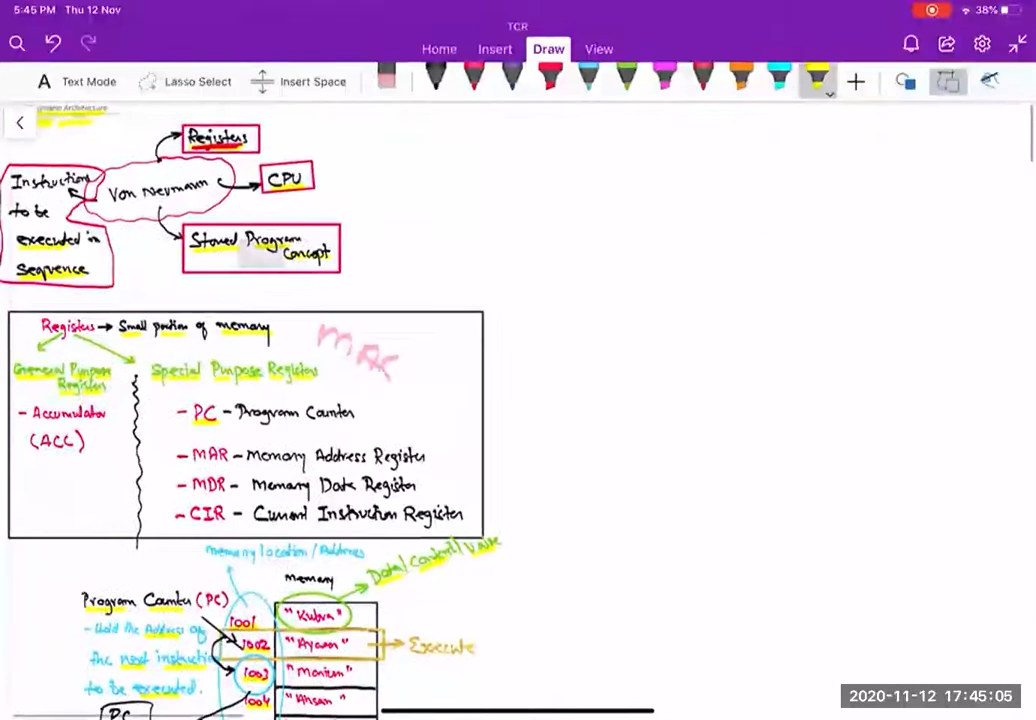 5:45 PM Thu 12 Nov
TCR
38%
Home Insert Draw View
Text Mode
Lasso Select
Insert Space
Architecture
Registers
Von Neumann
CPU
Instructions
to be
executed in
sequence
Stored Program
Concept
Registers → Small portion of memory
MAR
General Purpose
Registers
Special Purpose Registers
- Accumulator
(ACC)
- PC - Program Counter
- MAR - Memory Address Register
- MDR - Memory Data Register
- CIR - Current Instruction Register
memory location/Address
memory
Data/Content/Value
Program Counter (PC)
- Hold the Address of
the next instruction
to be executed.
PC
1001 "Kubra"
1002 "Ayaan" → Execute
1003
1004 "Ahsan"
2020-11-12 17:45:05